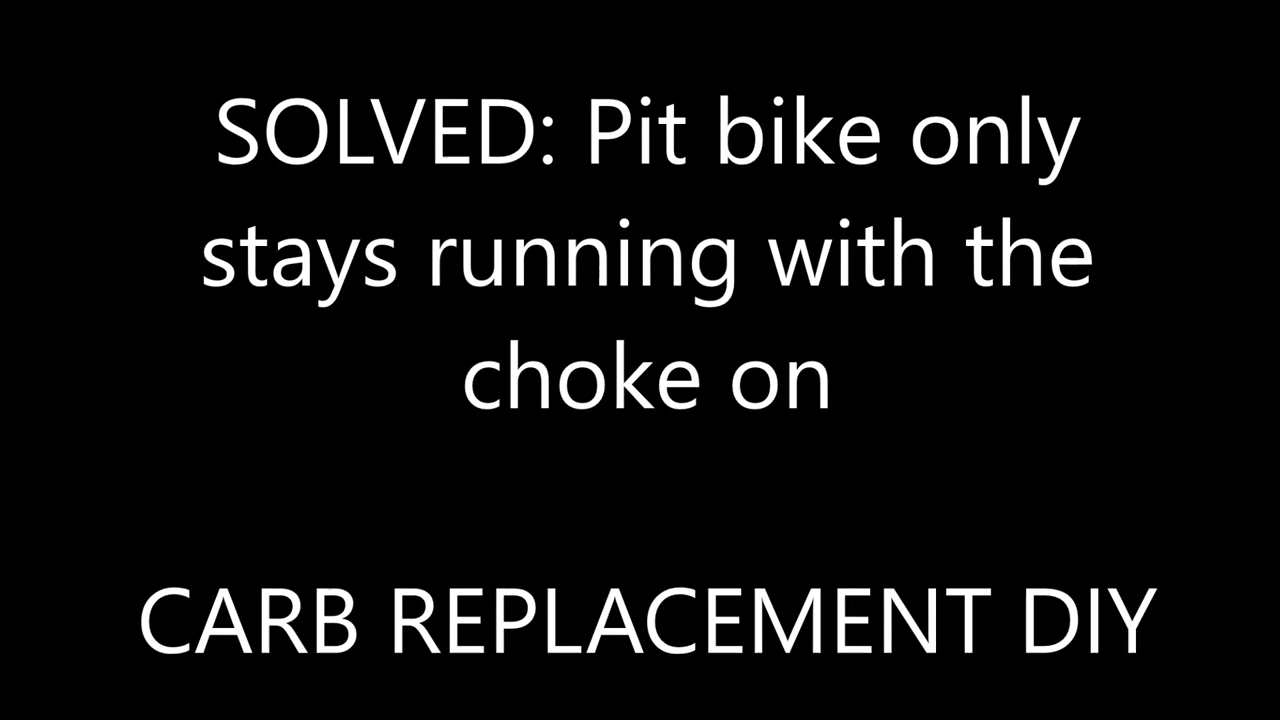 SOLVED: Pit bike only
stays running with the
choke on
CARB REPLACEMENT DIY